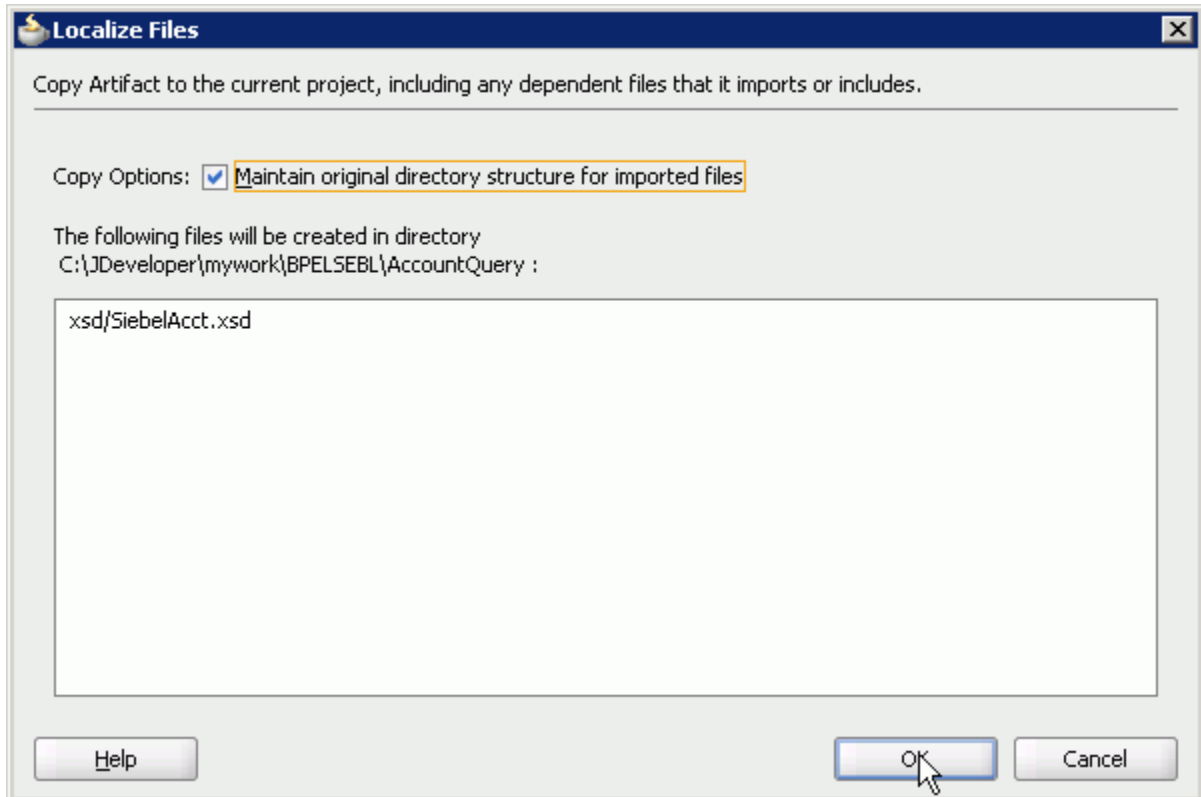 Localize Files
Copy Artifact to the current project, including any dependent files that it imports or includes.
Copy Options: Maintain original directory structure for imported files
The following files will be created in directory
C:\JDeveloper\mywork\BPELSEBL\AccountQuery :
xsd/SiebelAcct.xsd
Help
OK
Cancel